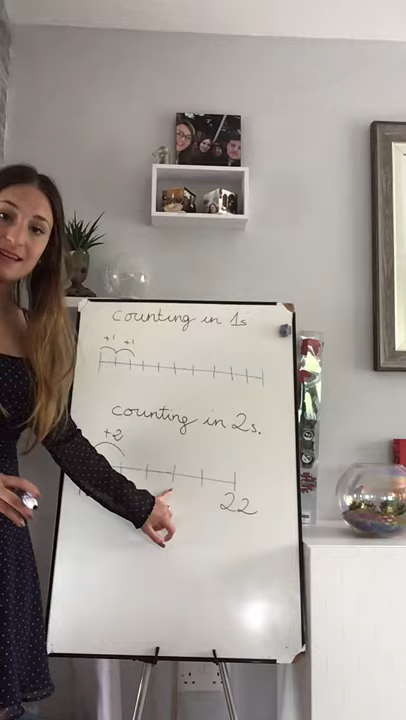 counting in 1s
+1 +1
counting in 2s.
+2
22